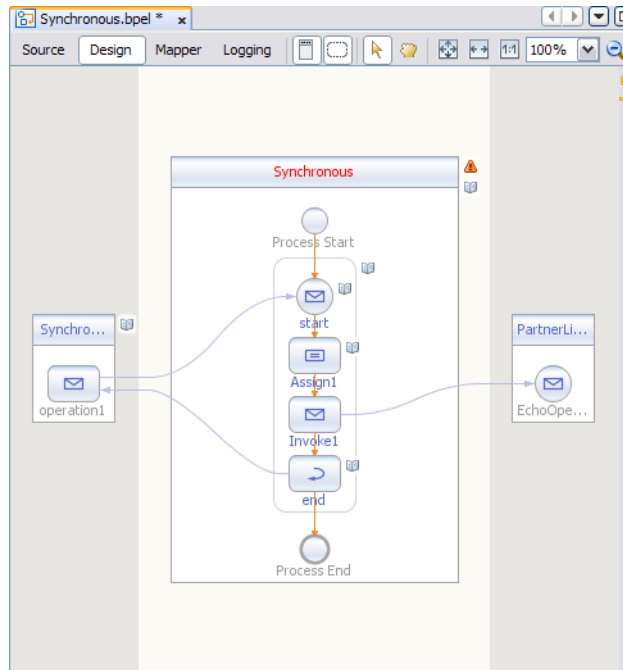 Synchronous.bpel *
Source Design Mapper Logging 1:1 100%
Synchronous
Process Start
start
Synchro...
PartnerLi...
Assign1
operation1
EchoOpe...
Invoke1
end
Process End